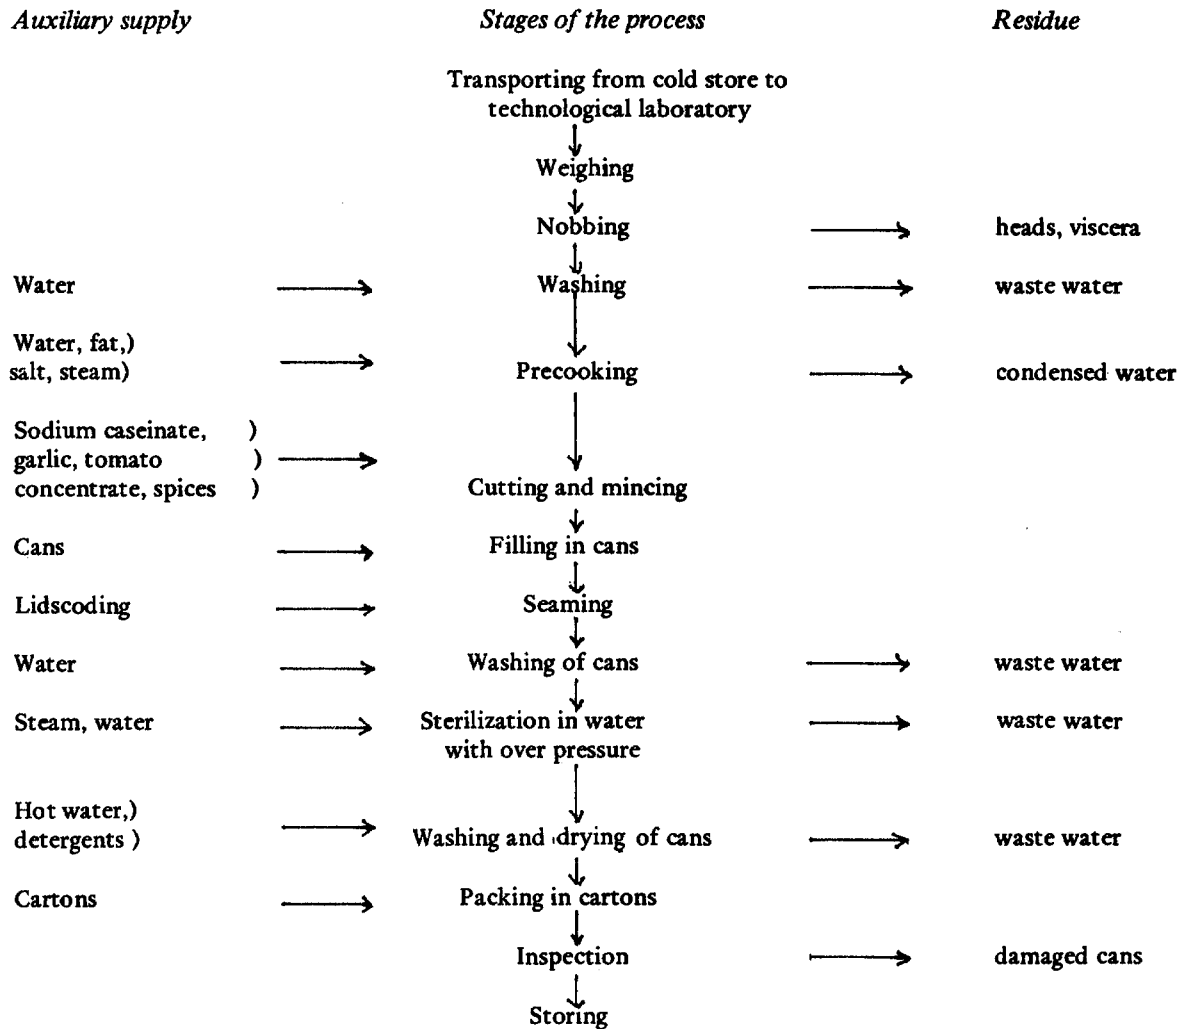 Auxiliary supply Stages of the process Residue
Transporting from cold store to
technological laboratory
Weighing
Nobbing heads, viscera
Water Washing waste water
Water, fat,)
salt, steam) Precooking condensed water
Sodium caseinate, )
garlic, tomato )
concentrate, spices ) Cutting and mincing
Cans Filling in cans
Lidscoding Seaming
Water Washing of cans waste water
Steam, water Sterilization in water waste water
with over pressure
Hot water,)
detergents ) Washing and drying of cans waste water
Cartons Packing in cartons
Inspection damaged cans
Storing